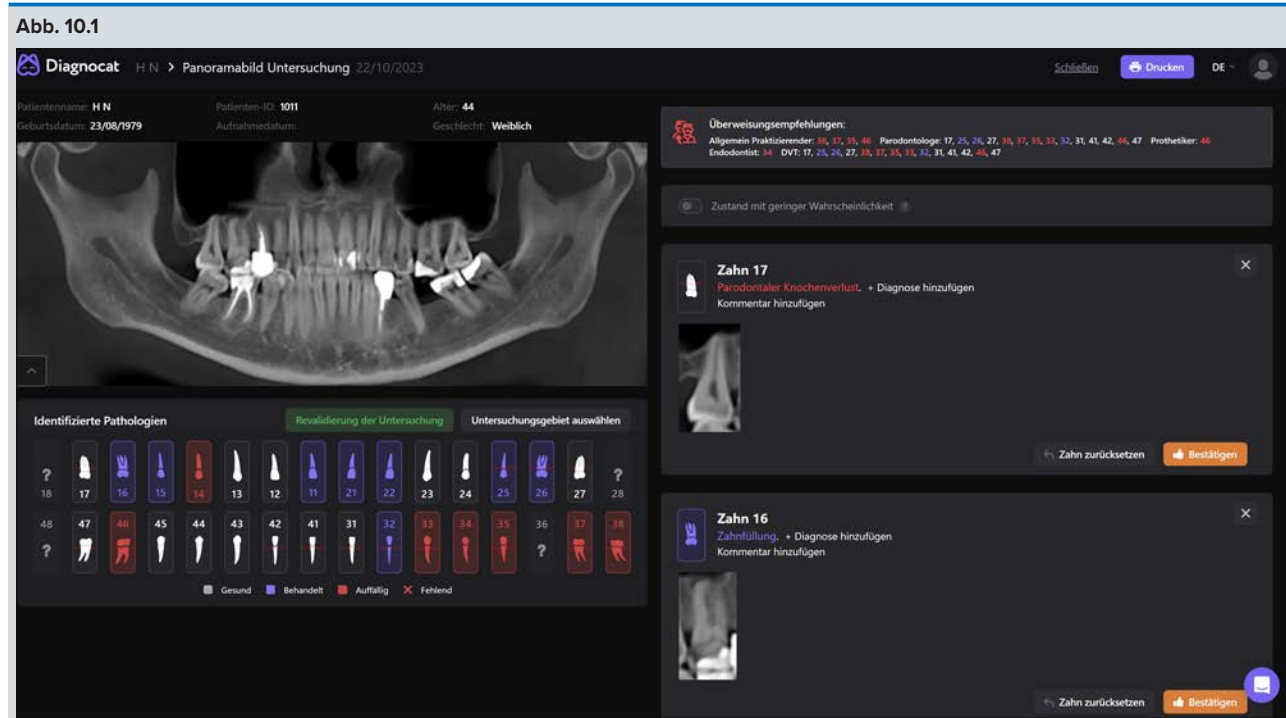 Abb. 10.1
Diagnocat H N > Panoramabild Untersuchung 22/10/2023
Schließen Drucken DE
Patientenname: H N Patienten-ID: 1011 Alter: 44
Geburtsdatum: 23/08/1979 Aufnahmedatum: Geschlecht: Weiblich
Identifizierte Pathologien Revalidierung der Untersuchung Untersuchungsgebiet auswählen
? ?
18 17 16 15 14 13 12 11 21 22 23 24 25 26 27 28
48 47 46 45 44 43 42 41 31 32 33 34 35 36 37 38
? ?
Gesund Behandelt Auffällig Fehlend
Überweisungsempfehlungen:
Allgemein Praktizierender: 38, 37, 35, 46 Parodontologe: 17, 25, 26, 27, 38, 37, 35, 33, 32, 31, 41, 42, 46, 47 Prothetiker: 46
Endodontist: 34 DVT: 17, 25, 26, 27, 38, 37, 35, 33, 32, 31, 41, 42, 46, 47
Zustand mit geringer Wahrscheinlichkeit ?
Zahn 17
Parodontaler Knochenverlust. + Diagnose hinzufügen
Kommentar hinzufügen
Zahn zurücksetzen Bestätigen
Zahn 16
Zahnfüllung. + Diagnose hinzufügen
Kommentar hinzufügen
Zahn zurücksetzen Bestätigen